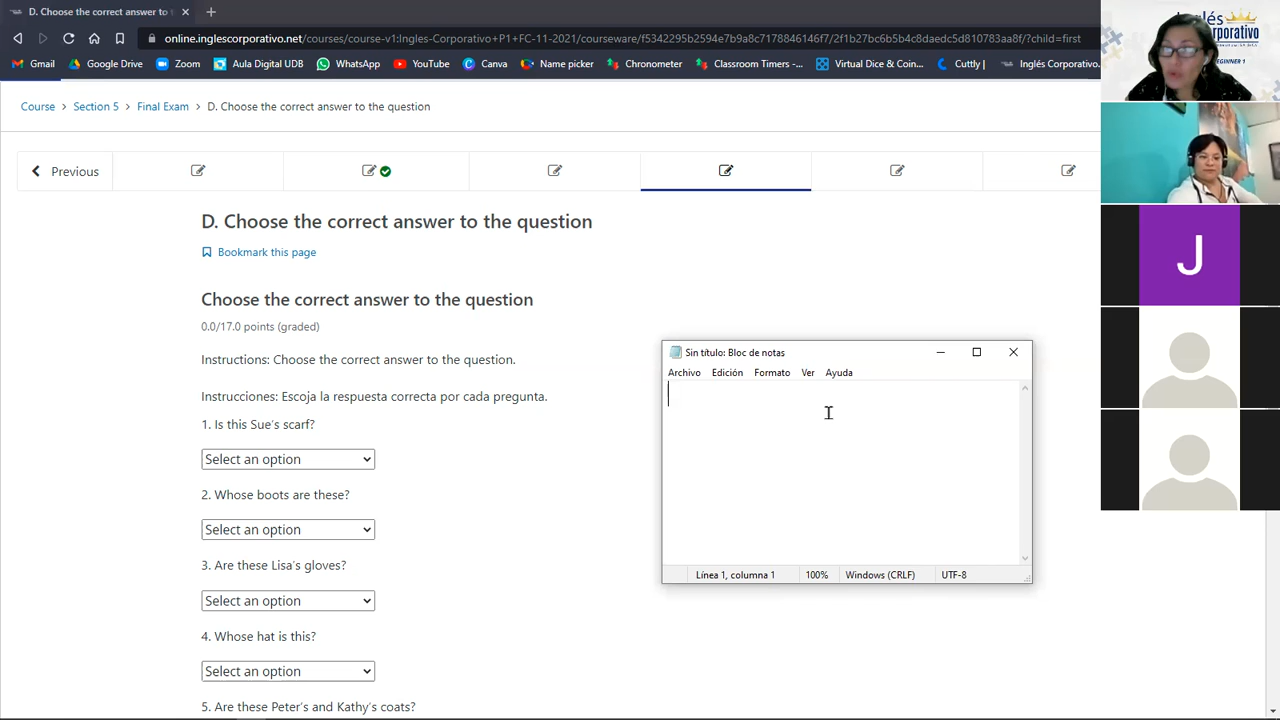 D. Choose the correct answer to t
online.inglescorporativo.net/courses/course-v1:Ingles-Corporativo+P1-FC-ai1e2021/courseware/f5342295b2594e7b9a8c7178846146f7/2f1b27bc6b5b4c8daedc5d810783aa8f/?child=first
Gmail
Google Drive
Zoom
Aula Digital UDB
WhatsApp
YouTube
Canva
Name picker
Chronometer
Classroom Timers -...
Virtual Dice & Coin...
Chattly |
Inglés Corporativo.
Course > Section 5 > Final Exam > D. Choose the correct answer to the question
Previous
D. Choose the correct answer to the question
Bookmark this page
Choose the correct answer to the question
0.0/17.0 points (graded)
Instructions: Choose the correct answer to the question.
Instrucciones: Escoja la respuesta correcta por cada pregunta.
1. Is this Sue's scarf?
Select an option
2. Whose boots are these?
Select an option
3. Are these Lisa's gloves?
Select an option
4. Whose hat is this?
Select an option
5. Are these Peter's and Kathy's coats?
Sin título: Bloc de notas
Archivo Edición Formato Ver Ayuda
Línea 1, columna 1
100%
Windows (CRLF)
UTF-8
J